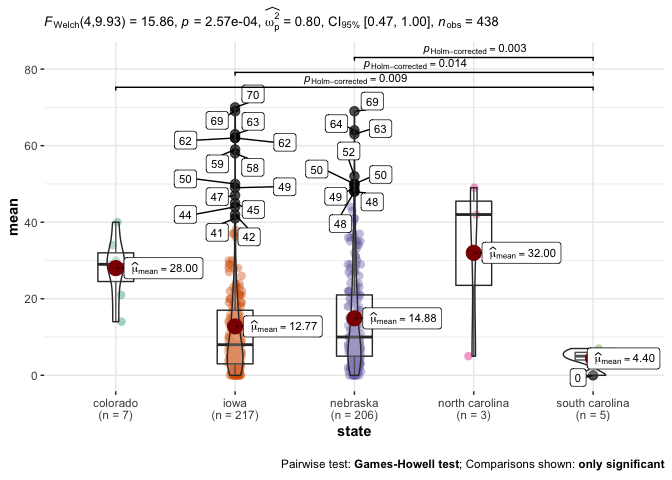 F_Welch(4,9.93) = 15.86, p = 2.57e-04, ω̂²_p = 0.80, CI_95% [0.47, 1.00], n_obs = 438
p_Holm-corrected = 0.003
p_Holm-corrected = 0.014
p_Holm-corrected = 0.009
80
60
40
20
0
mean
70
69
63
62
62
59
58
50
49
47
44
45
41
42
69
64
63
52
50
50
49
48
48
0
μ̂_mean = 28.00
μ̂_mean = 12.77
μ̂_mean = 14.88
μ̂_mean = 32.00
μ̂_mean = 4.40
colorado
(n = 7)
iowa
(n = 217)
nebraska
(n = 206)
north carolina
(n = 3)
south carolina
(n = 5)
state
Pairwise test: Games-Howell test; Comparisons shown: only significant